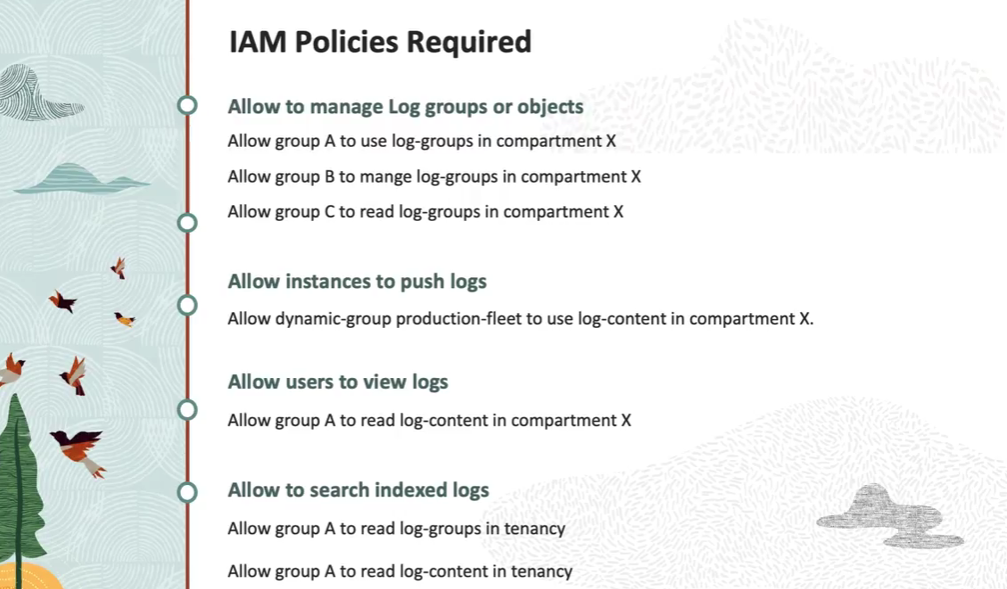 IAM Policies Required
Allow to manage Log groups or objects
Allow group A to use log-groups in compartment X
Allow group B to mange log-groups in compartment X
Allow group C to read log-groups in compartment X
Allow instances to push logs
Allow dynamic-group production-fleet to use log-content in compartment X.
Allow users to view logs
Allow group A to read log-content in compartment X
Allow to search indexed logs
Allow group A to read log-groups in tenancy
Allow group A to read log-content in tenancy